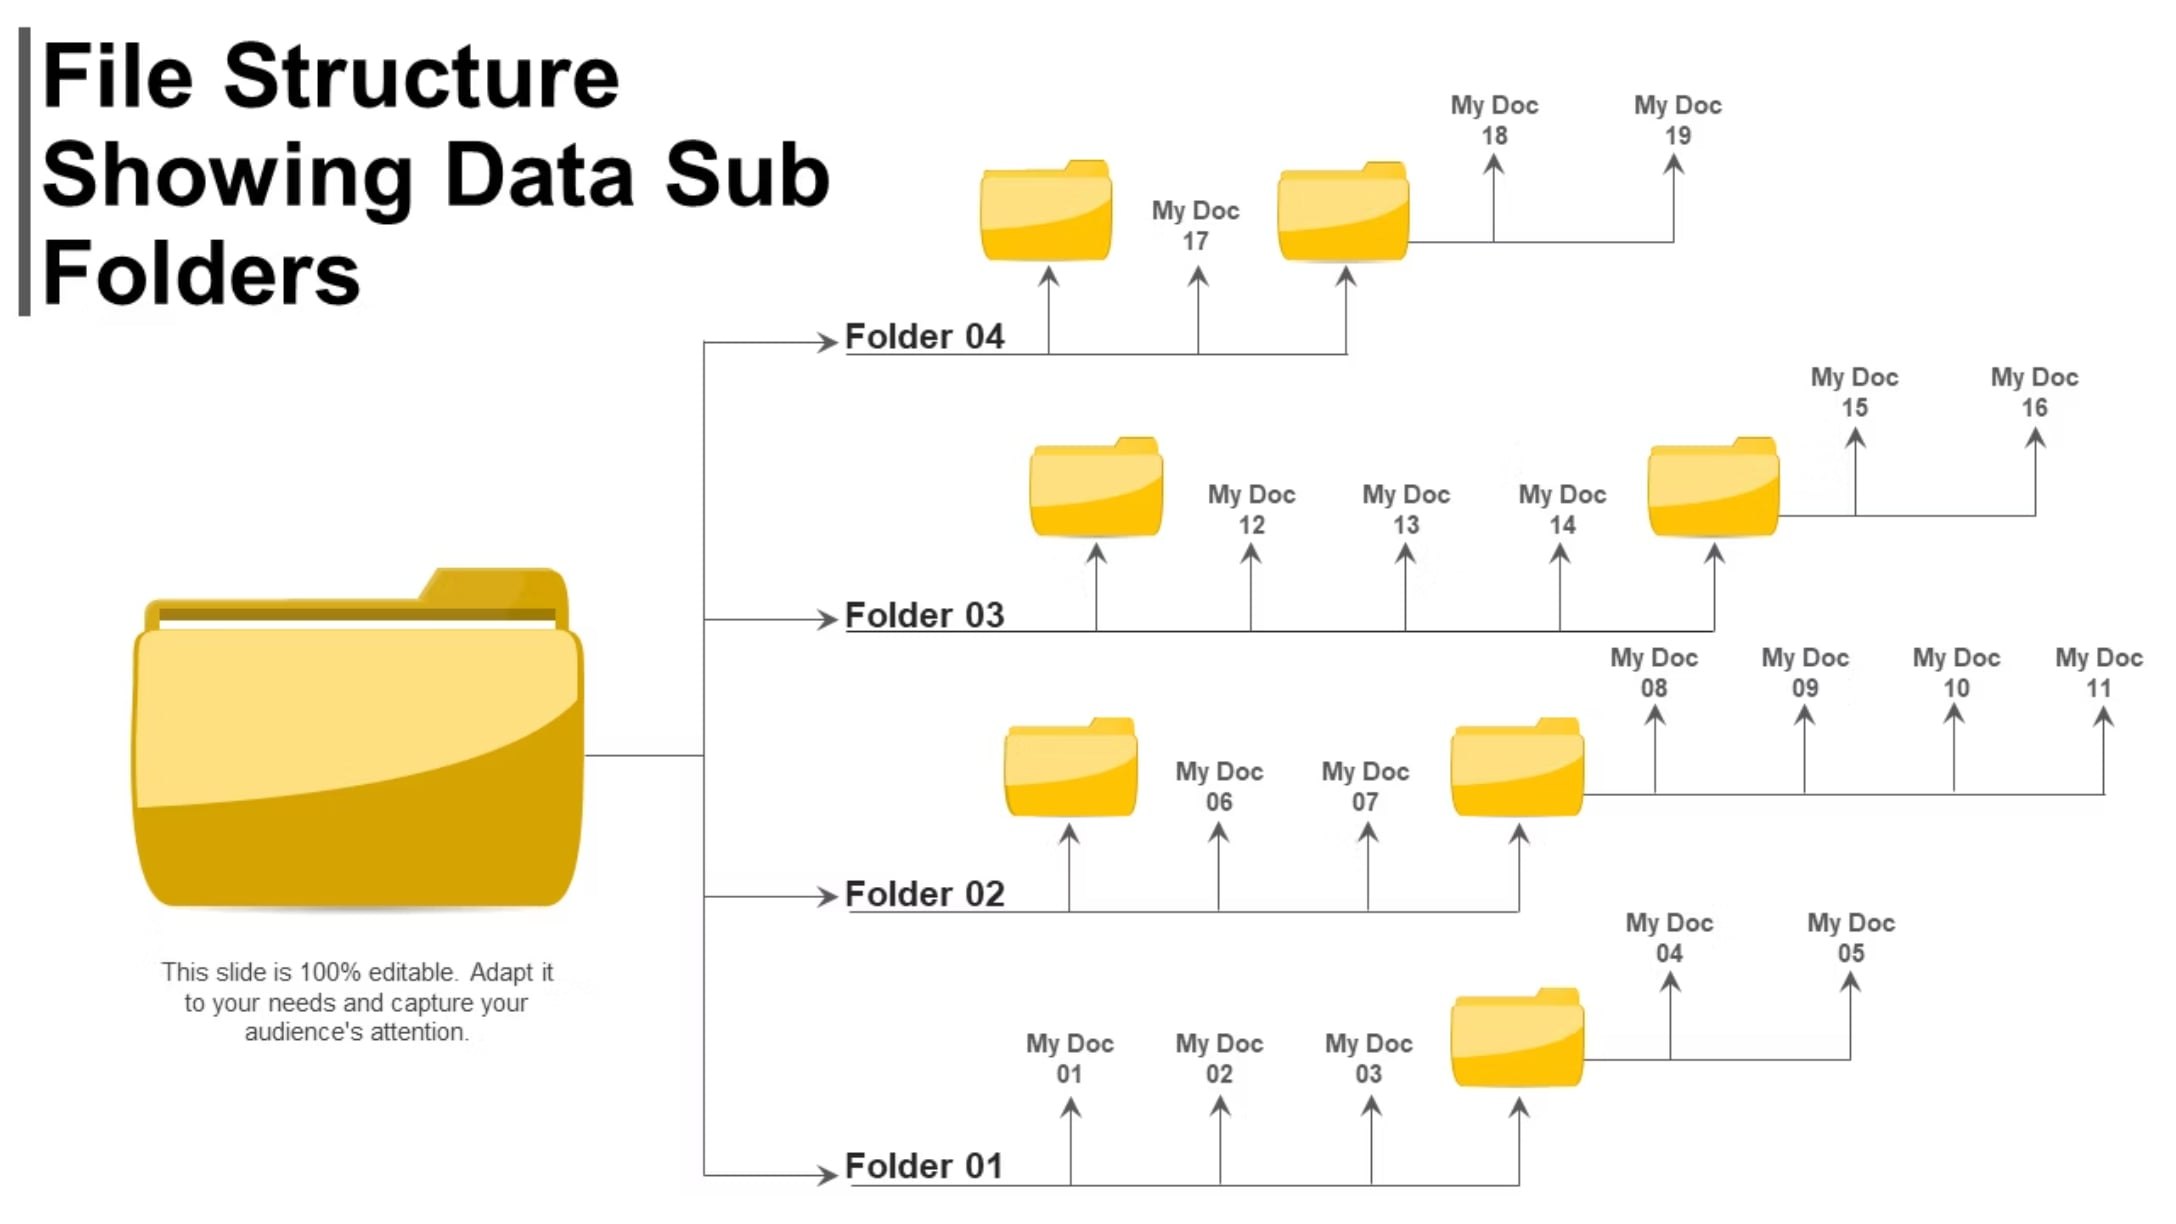 File Structure
Showing Data Sub
Folders
My Doc
18
My Doc
19
My Doc
17
Folder 04
My Doc
15
My Doc
16
My Doc
12
My Doc
13
My Doc
14
Folder 03
My Doc
08
My Doc
09
My Doc
10
My Doc
11
My Doc
06
My Doc
07
Folder 02
My Doc
04
My Doc
05
My Doc
01
My Doc
02
My Doc
03
Folder 01
This slide is 100% editable. Adapt it
to your needs and capture your
audience's attention.